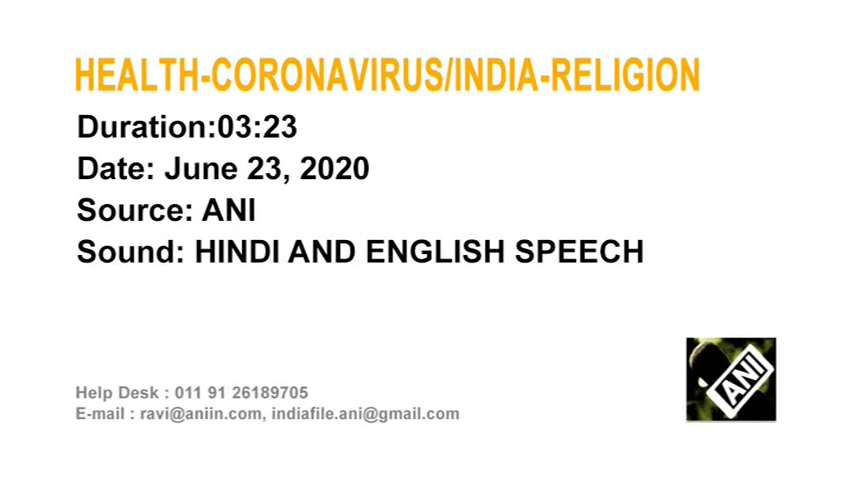 HEALTH-CORONAVIRUS/INDIA-RELIGION
Duration:03:23
Date: June 23, 2020
Source: ANI
Sound: HINDI AND ENGLISH SPEECH
ANI
Help Desk : 011 91 26189705
E-mail : ravi@aniin.com, indiafile.ani@gmail.com